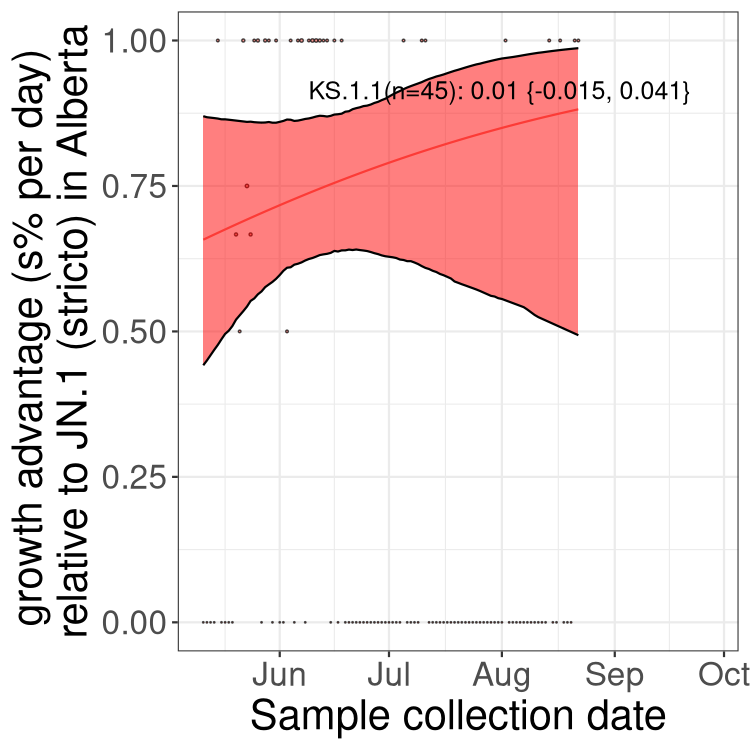 growth advantage (s% per day)
relative to JN.1 (stricto) in Alberta
1.00
0.75
0.50
0.25
0.00
KS.1.1(n=45): 0.01 {-0.015, 0.041}
Jun Jul Aug Sep Oct
Sample collection date